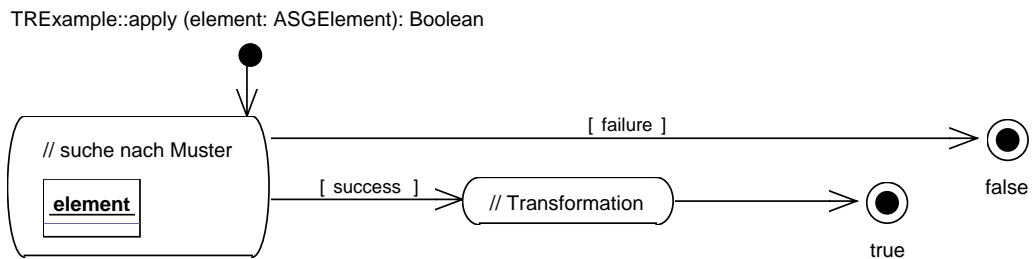 TRExample::apply (element: ASGElement): Boolean
[ failure ]
// suche nach Muster
false
[ success ]
element
// Transformation
true